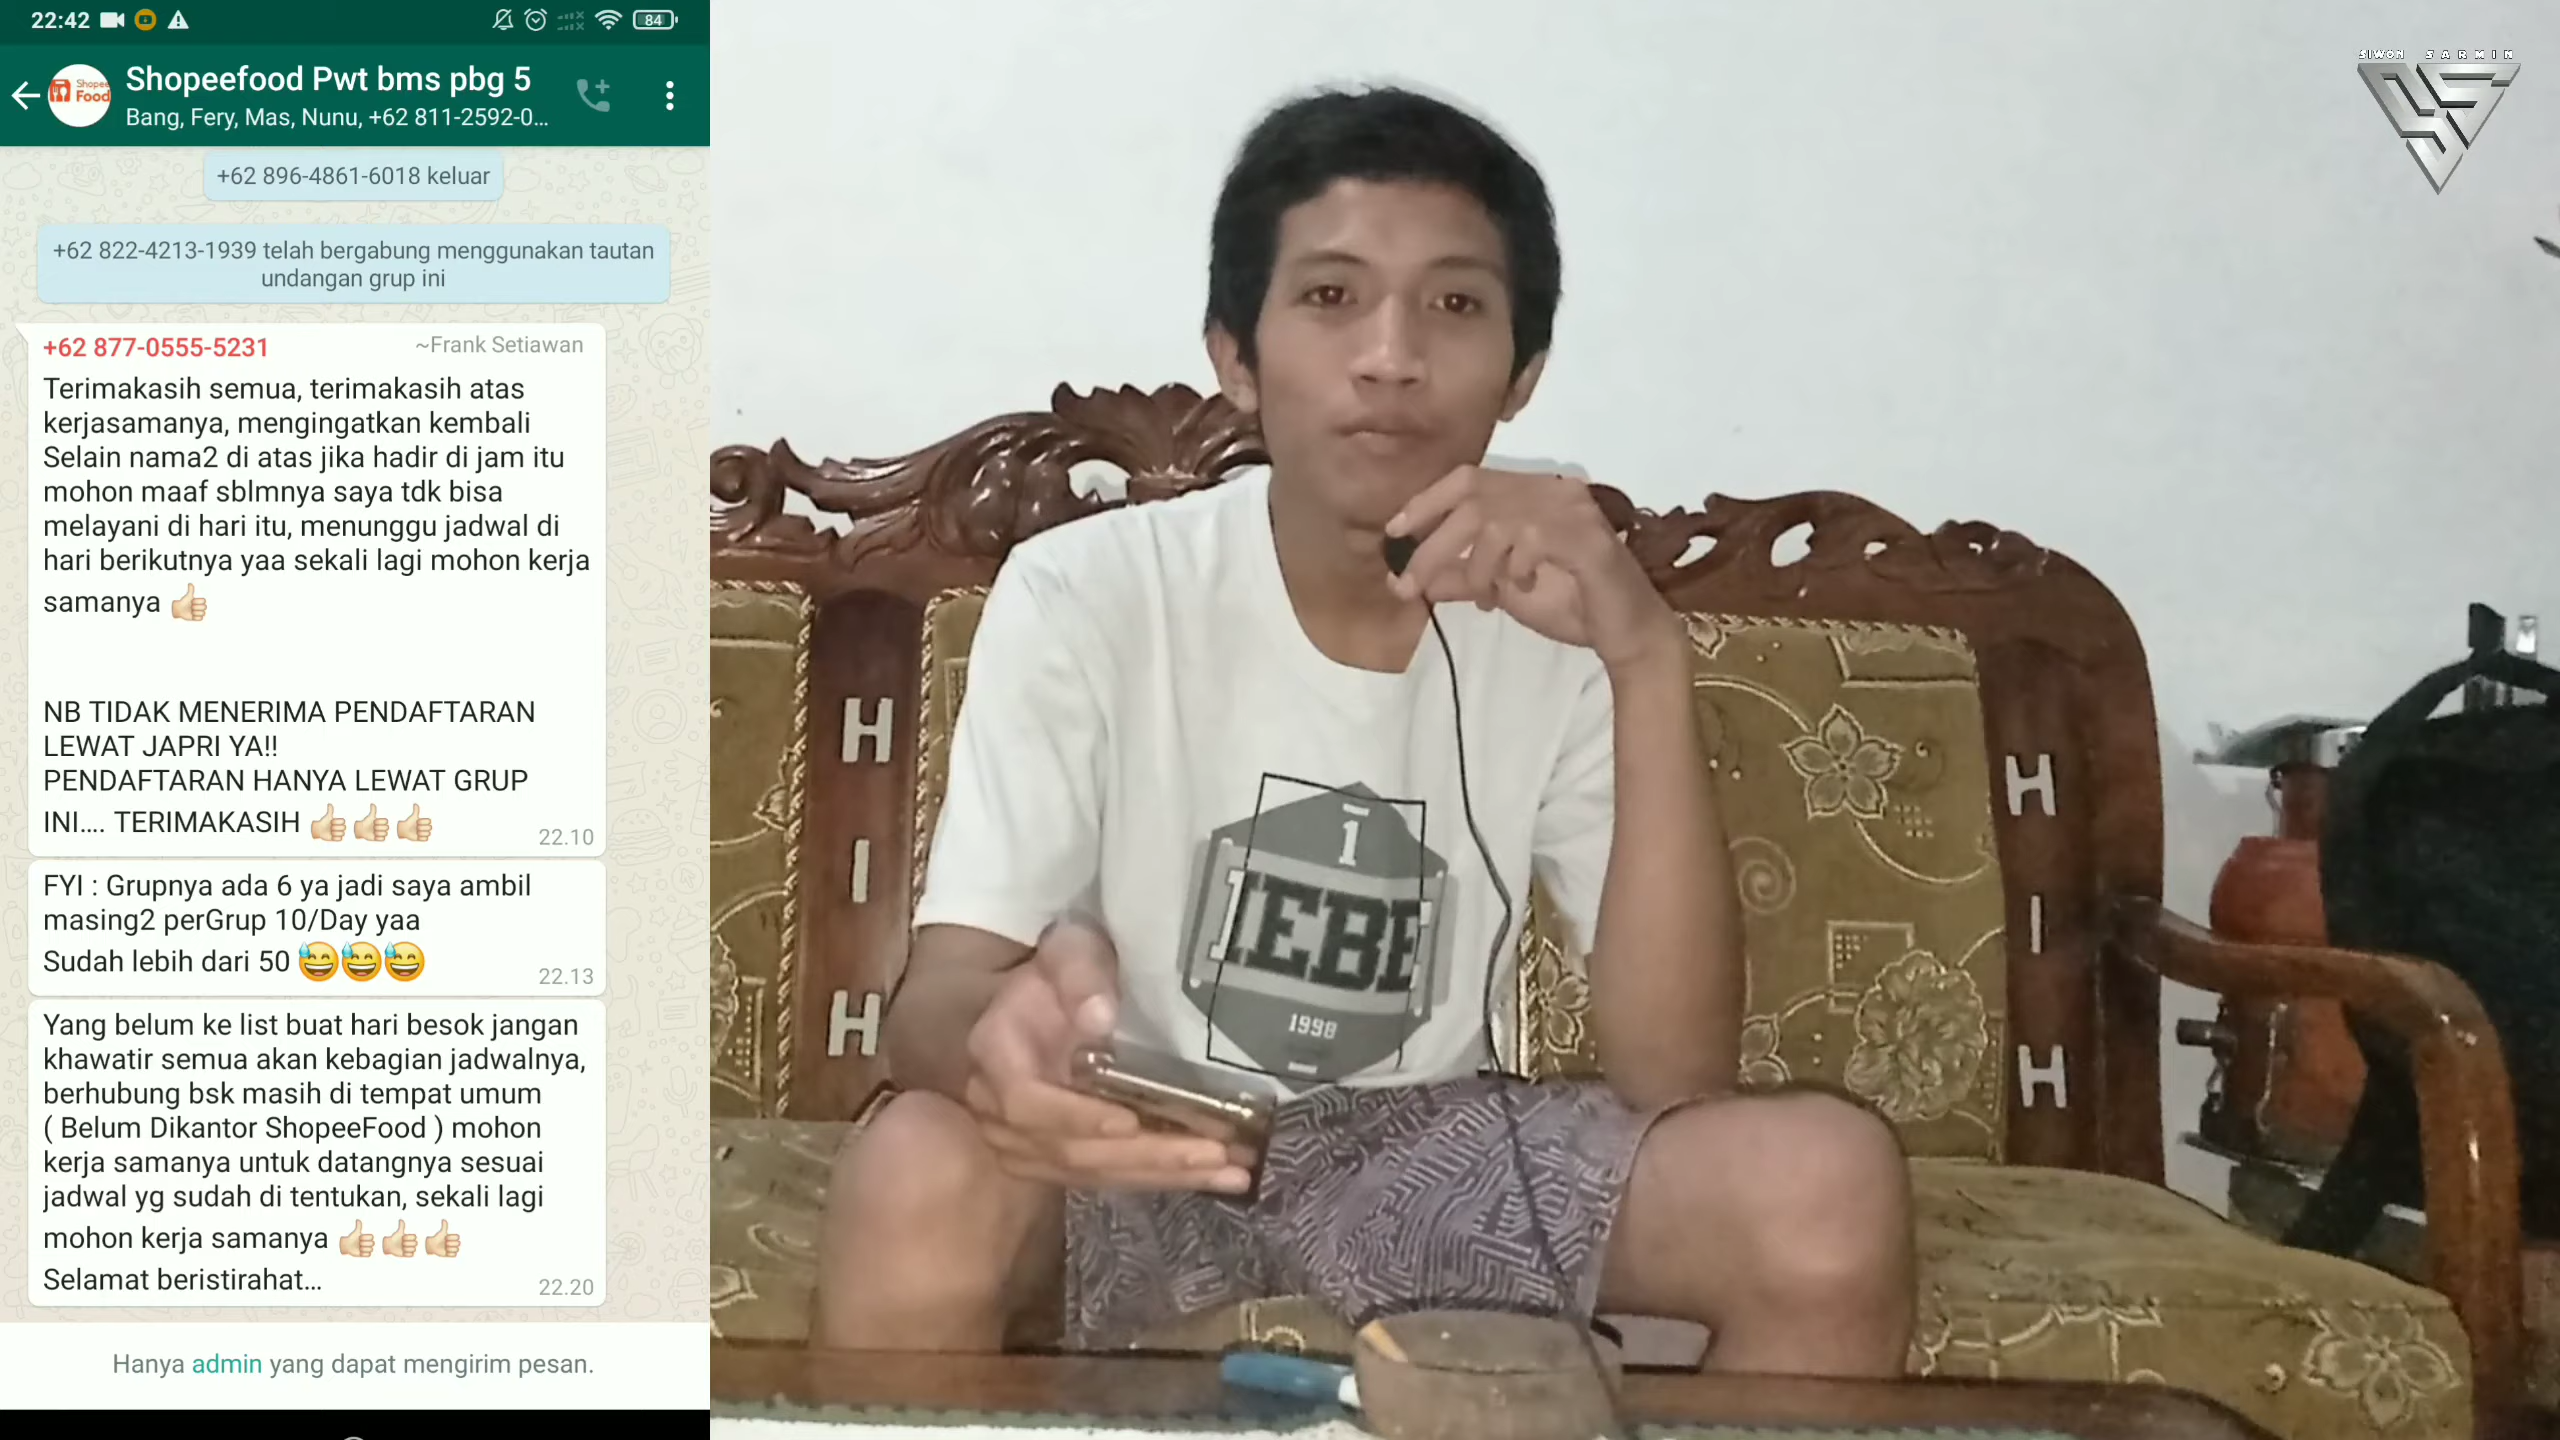 22:42
84
Shopee
Food
Shopeefood Pwt bms pbg 5
Bang, Fery, Mas, Nunu, +62 811-2592-0...
+62 896-4861-6018 keluar
+62 822-4213-1939 telah bergabung menggunakan tautan
undangan grup ini
+62 877-0555-5231
~Frank Setiawan
Terimakasih semua, terimakasih atas
kerjasamanya, mengingatkan kembali
Selain nama2 di atas jika hadir di jam itu
mohon maaf sblmnya saya tdk bisa
melayani di hari itu, menunggu jadwal di
hari berikutnya yaa sekali lagi mohon kerja
samanya 👍🏻
NB TIDAK MENERIMA PENDAFTARAN
LEWAT JAPRI YA!!
PENDAFTARAN HANYA LEWAT GRUP
INI.... TERIMAKASIH 👍🏻👍🏻👍🏻
22.10
FYI : Grupnya ada 6 ya jadi saya ambil
masing2 perGrup 10/Day yaa
Sudah lebih dari 50 😅😅😅
22.13
Yang belum ke list buat hari besok jangan
khawatir semua akan kebagian jadwalnya,
berhubung bsk masih di tempat umum
( Belum Dikantor ShopeeFood ) mohon
kerja samanya untuk datangnya sesuai
jadwal yg sudah di tentukan, sekali lagi
mohon kerja samanya 👍🏻👍🏻👍🏻
Selamat beristirahat...
22.20
Hanya admin yang dapat mengirim pesan.
SIWON SARMIN
H
I
H
H
I
H
1
1998